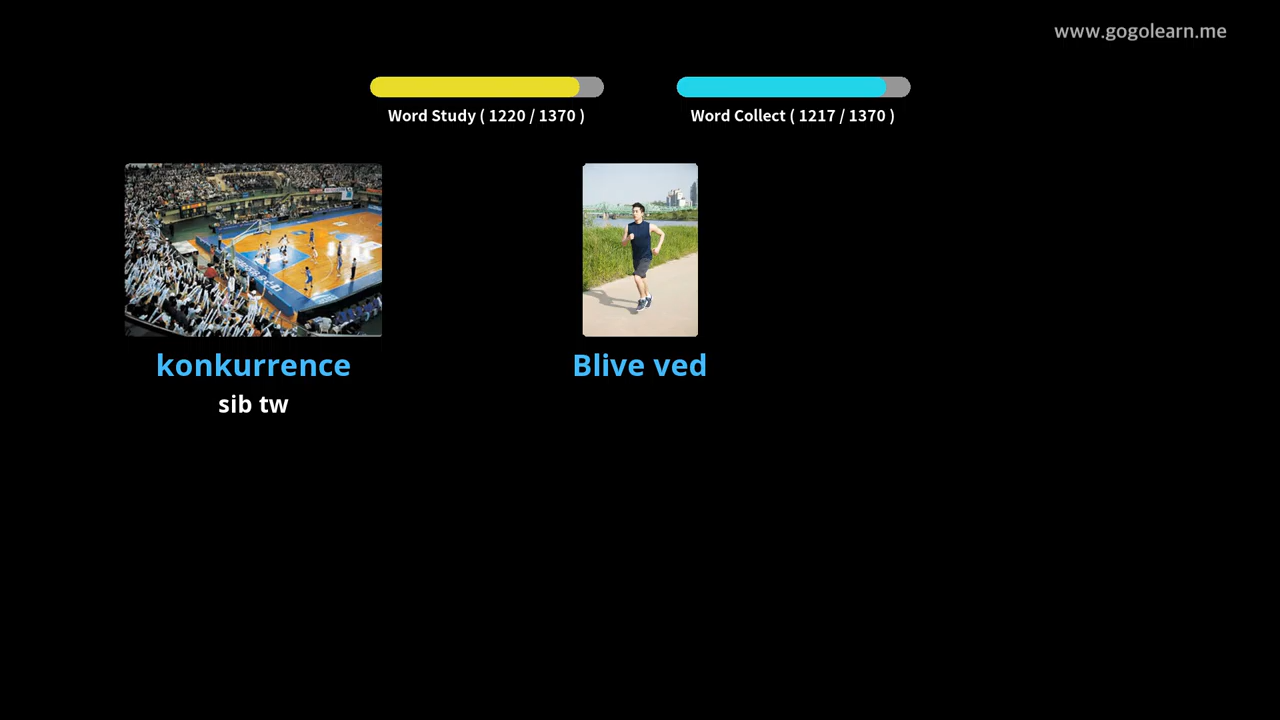 www.gogolearn.me
Word Study ( 1220 / 1370 )
Word Collect ( 1217 / 1370 )
konkurrence
Blive ved
sib tw